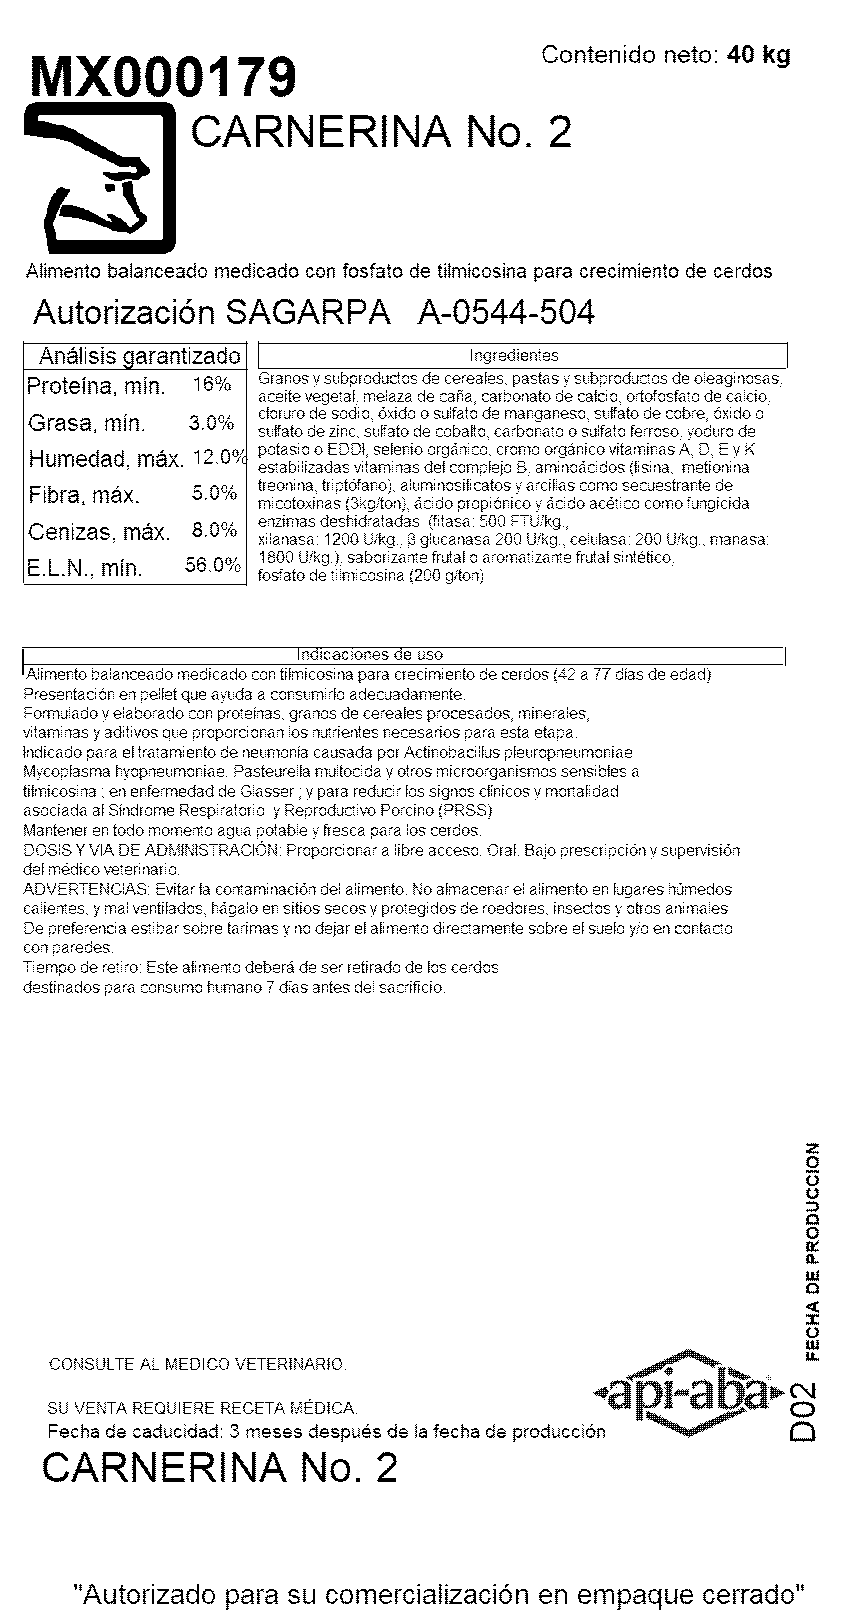 Contenido neto: 40 kg
MX000179
CARNERINA No. 2
Alimento balanceado medicado con fosfato de tilmicosina para crecimiento de cerdos
Autorización SAGARPA A-0544-504
Análisis garantizado
Proteína, mín. 16%
Grasa, mín. 3.0%
Humedad, máx. 12.0%
Fibra, máx. 5.0%
Cenizas, máx. 8.0%
E.L.N., mín. 56.0%
Ingredientes
Granos y subproductos de cereales, pastas y subproductos de oleaginosas,
aceite vegetal, melaza de caña, carbonato de calcio, ortofosfato de calcio,
cloruro de sodio, óxido o sulfato de manganeso, sulfato de cobre, óxido o
sulfato de zinc, sulfato de cobalto, carbonato o sulfato ferroso, yoduro de
potasio o EDDI, selenio orgánico, cromo orgánico vitaminas A, D, E y K
estabilizadas vitaminas del complejo B, aminoácidos (lisina, metionina
treonina, triptófano), aluminosilicatos y arcillas como secuestrante de
micotoxinas (3kg/ton), ácido propiónico y ácido acético como fungicida
enzimas deshidratadas (fitasa: 500 FTU/kg.,
xilanasa: 1200 U/kg., β glucanasa 200 U/kg., celulasa: 200 U/kg., manasa:
1800 U/kg.), saborizante frutal o aromatizante frutal sintético,
fosfato de tilmicosina (200 g/ton)
Indicaciones de uso
Alimento balanceado medicado con tilmicosina para crecimiento de cerdos (42 a 77 días de edad)
Presentación en pellet que ayuda a consumirlo adecuadamente.
Formulado y elaborado con proteínas, granos de cereales procesados, minerales,
vitaminas y aditivos que proporcionan los nutrientes necesarios para esta etapa.
Indicado para el tratamiento de neumonía causada por Actinobacillus pleuropneumoniae
Mycoplasma hyopneumoniae. Pasteurella multocida y otros microorganismos sensibles a
tilmicosina ; en enfermedad de Glasser ; y para reducir los signos clínicos y mortalidad
asociada al Síndrome Respiratorio y Reproductivo Porcino (PRSS)
Mantener en todo momento agua potable y fresca para los cerdos.
DOSIS Y VIA DE ADMINISTRACIÓN: Proporcionar a libre acceso. Oral. Bajo prescripción y supervisión
del médico veterinario.
ADVERTENCIAS: Evitar la contaminación del alimento. No almacenar el alimento en lugares húmedos
calientes, y mal ventilados, hágalo en sitios secos y protegidos de roedores, insectos y otros animales
De preferencia estibar sobre tarimas y no dejar el alimento directamente sobre el suelo y/o en contacto
con paredes.
Tiempo de retiro: Este alimento deberá de ser retirado de los cerdos
destinados para consumo humano 7 días antes del sacrificio.
D02 FECHA DE PRODUCCION
CONSULTE AL MEDICO VETERINARIO.
api-aba
SU VENTA REQUIERE RECETA MÉDICA.
Fecha de caducidad: 3 meses después de la fecha de producción
CARNERINA No. 2
"Autorizado para su comercialización en empaque cerrado"